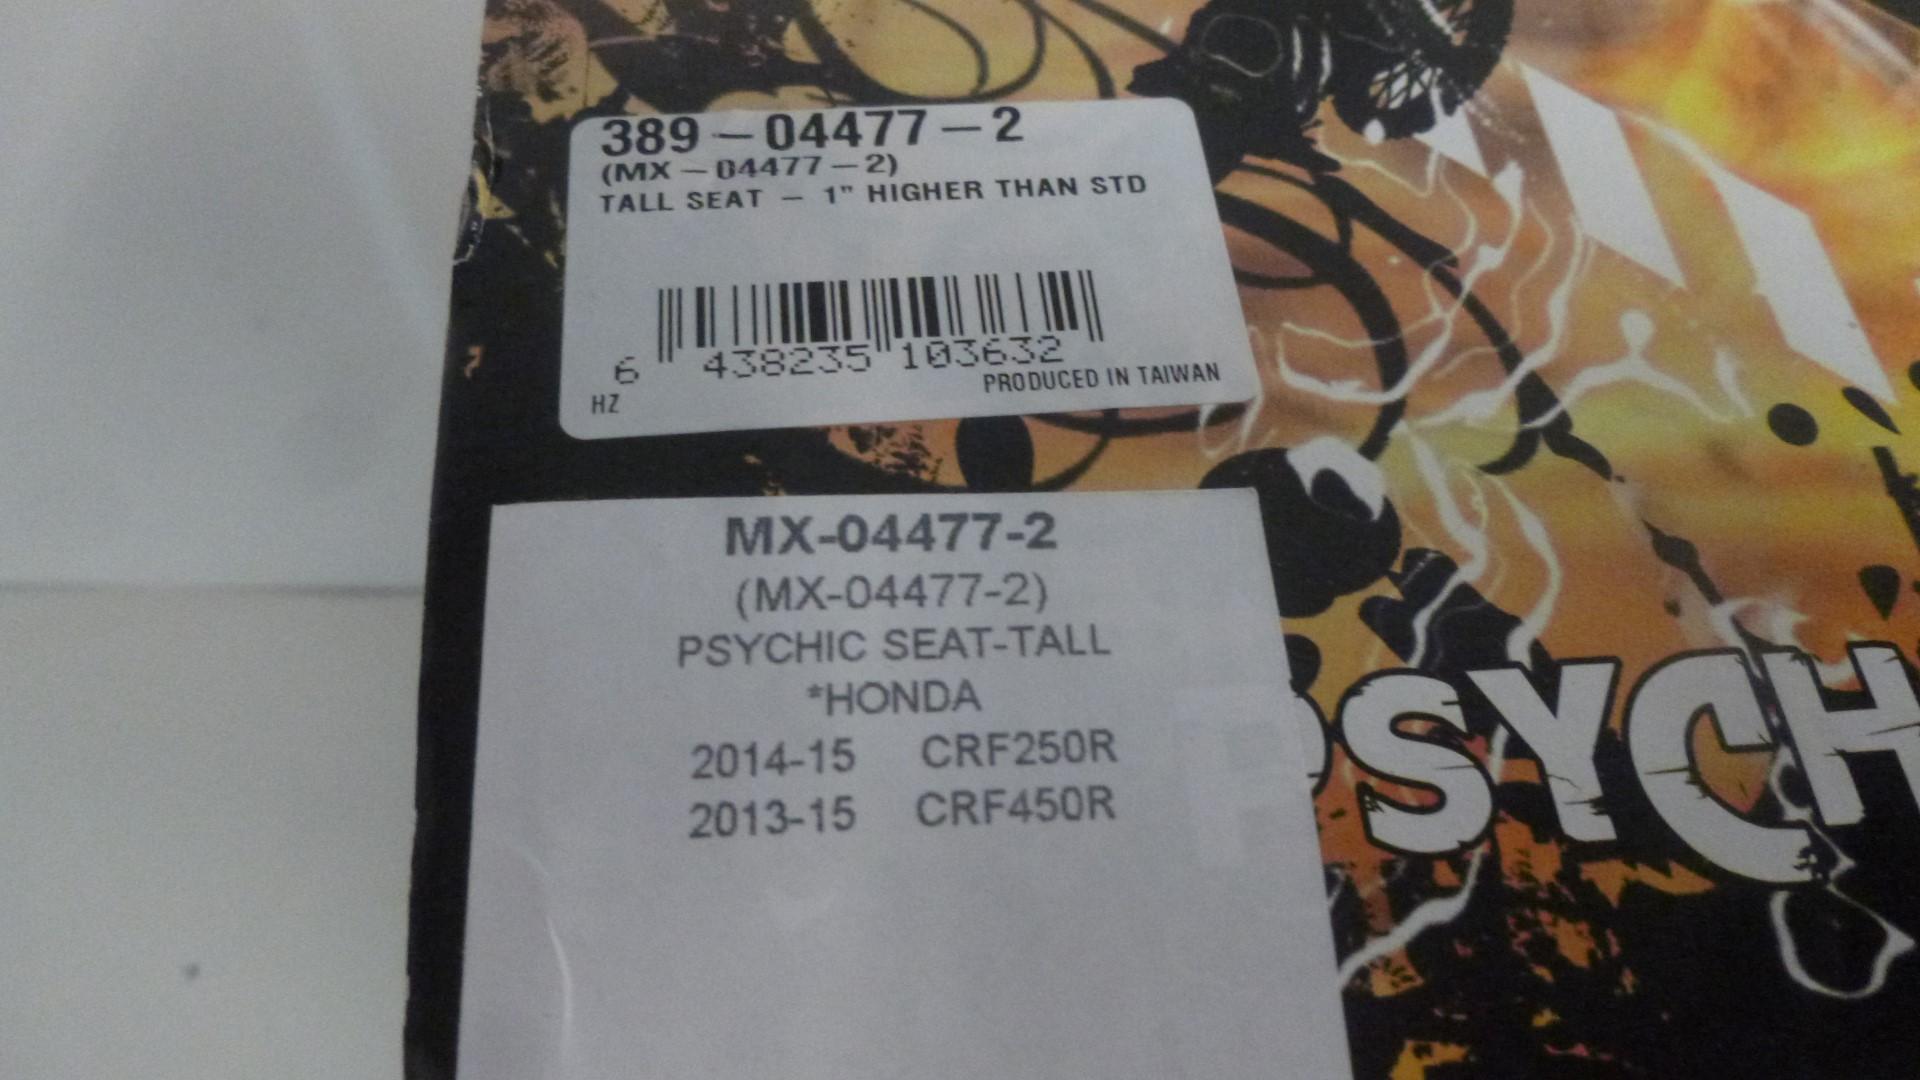 389-04477-2
(MX-04477-2)
TALL SEAT - 1" HIGHER THAN STD
6 438235 103632
PRODUCED IN TAIWAN
HZ
MX-04477-2
(MX-04477-2)
PSYCHIC SEAT-TALL
*HONDA
2014-15 CRF250R
2013-15 CRF450R